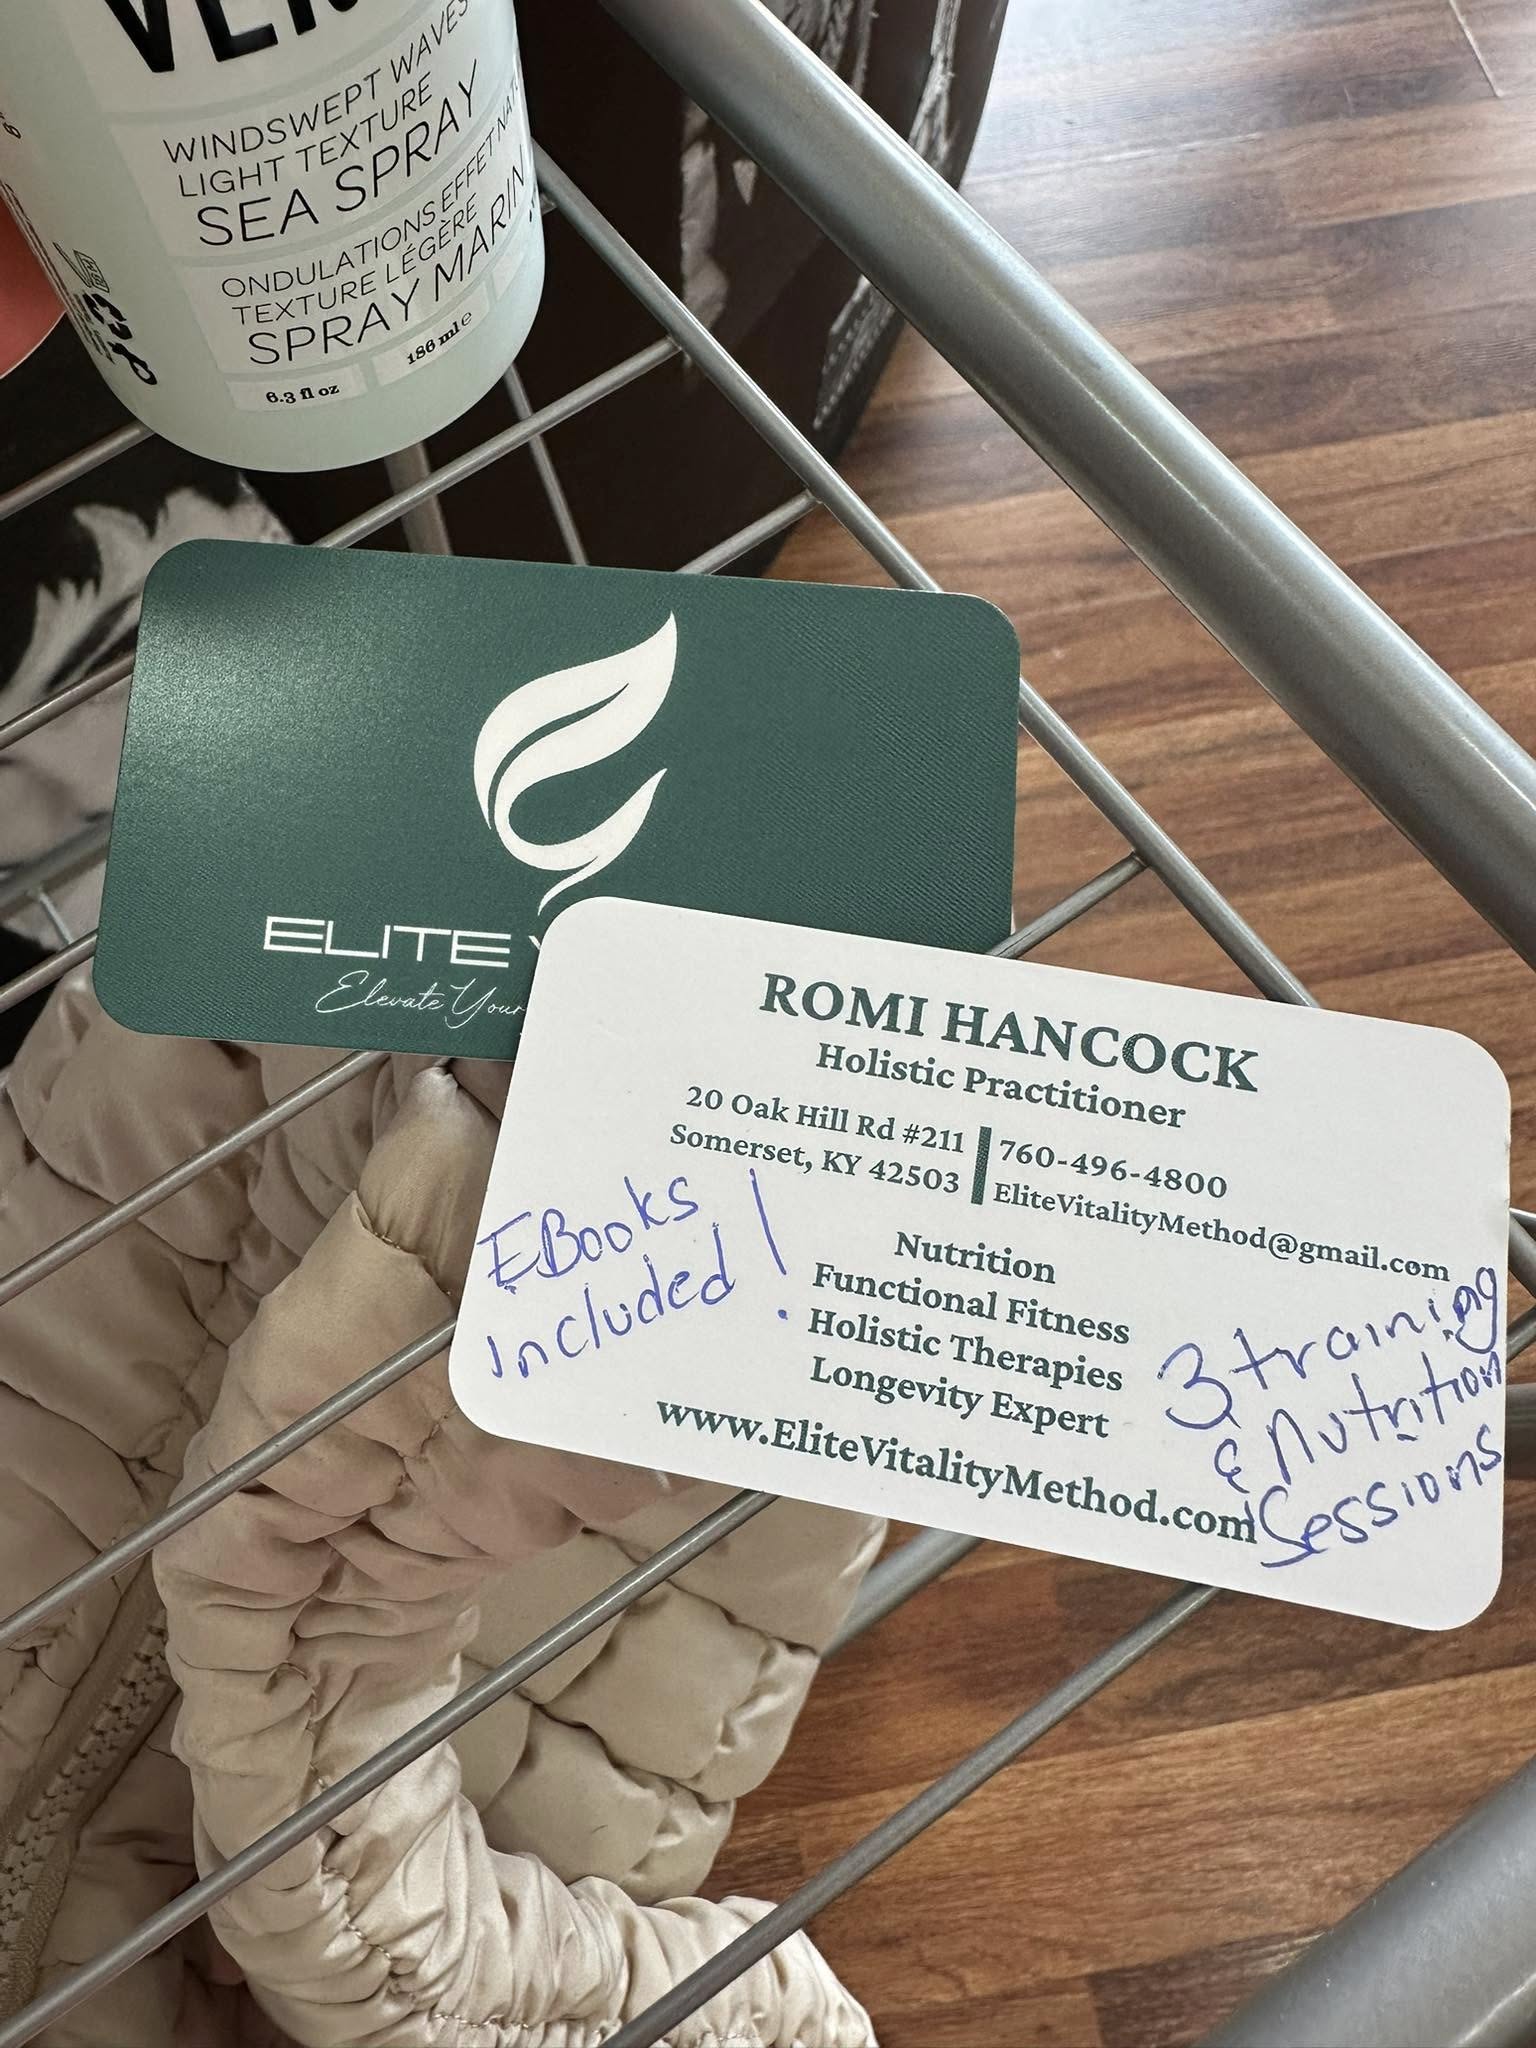 WINDSWEPT WAVES
LIGHT TEXTURE
SEA SPRAY
ONDULATIONS EFFET
TEXTURE LÉGÈRE
SPRAY MARIN
6.3 fl oz
186 ml e
ELITE
Elevate Your
ROMI HANCOCK
Holistic Practitioner
20 Oak Hill Rd #211
Somerset, KY 42503
760-496-4800
EliteVitalityMethod@gmail.com
EBooks
included!
Nutrition
Functional Fitness
Holistic Therapies
Longevity Expert
3 training
& nutrition
Sessions
www.EliteVitalityMethod.com